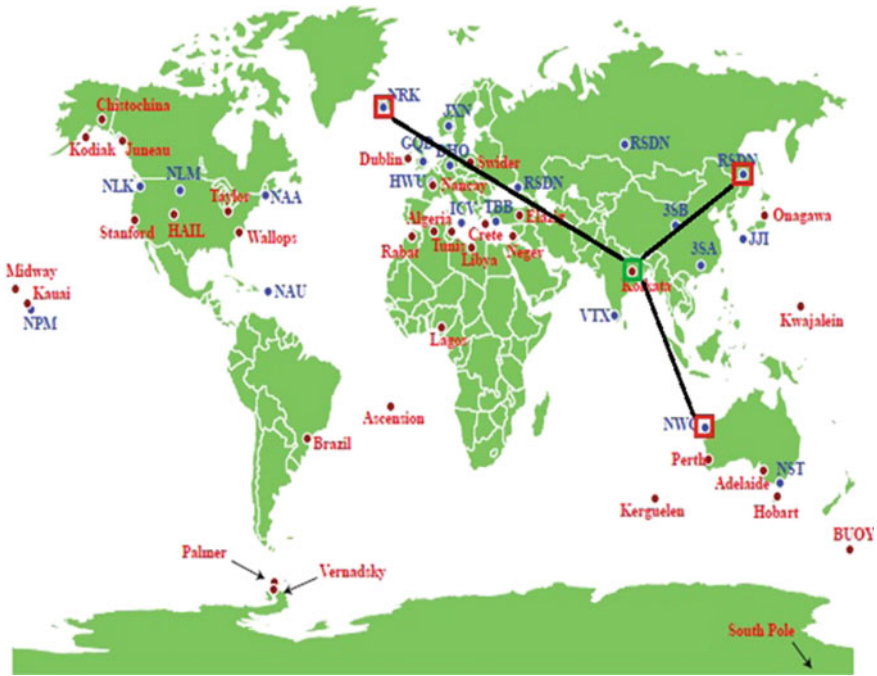 NRK
JXN
Chistochina
Kodiak
Juneau
GQD
DHO
RSDN
Dublin
Swider
RSDN
NLK
NLM
Taylor
NAA
HWU
Nancay
RSDN
Stanford
HAIL
Wallops
Algeria
ICV
TBB
Elazig
3SB
Onagawa
Rabat
Tunis
Crete
Negev
Libya
3SA
JJI
Midway
Kauai
NPM
NAU
Kolkata
Lagos
VTX
Kwajalein
Ascension
Brazil
NWC
Perth
Adelaide
NST
Kerguelen
Hobart
BUOY
Palmer
Vernadsky
South Pole